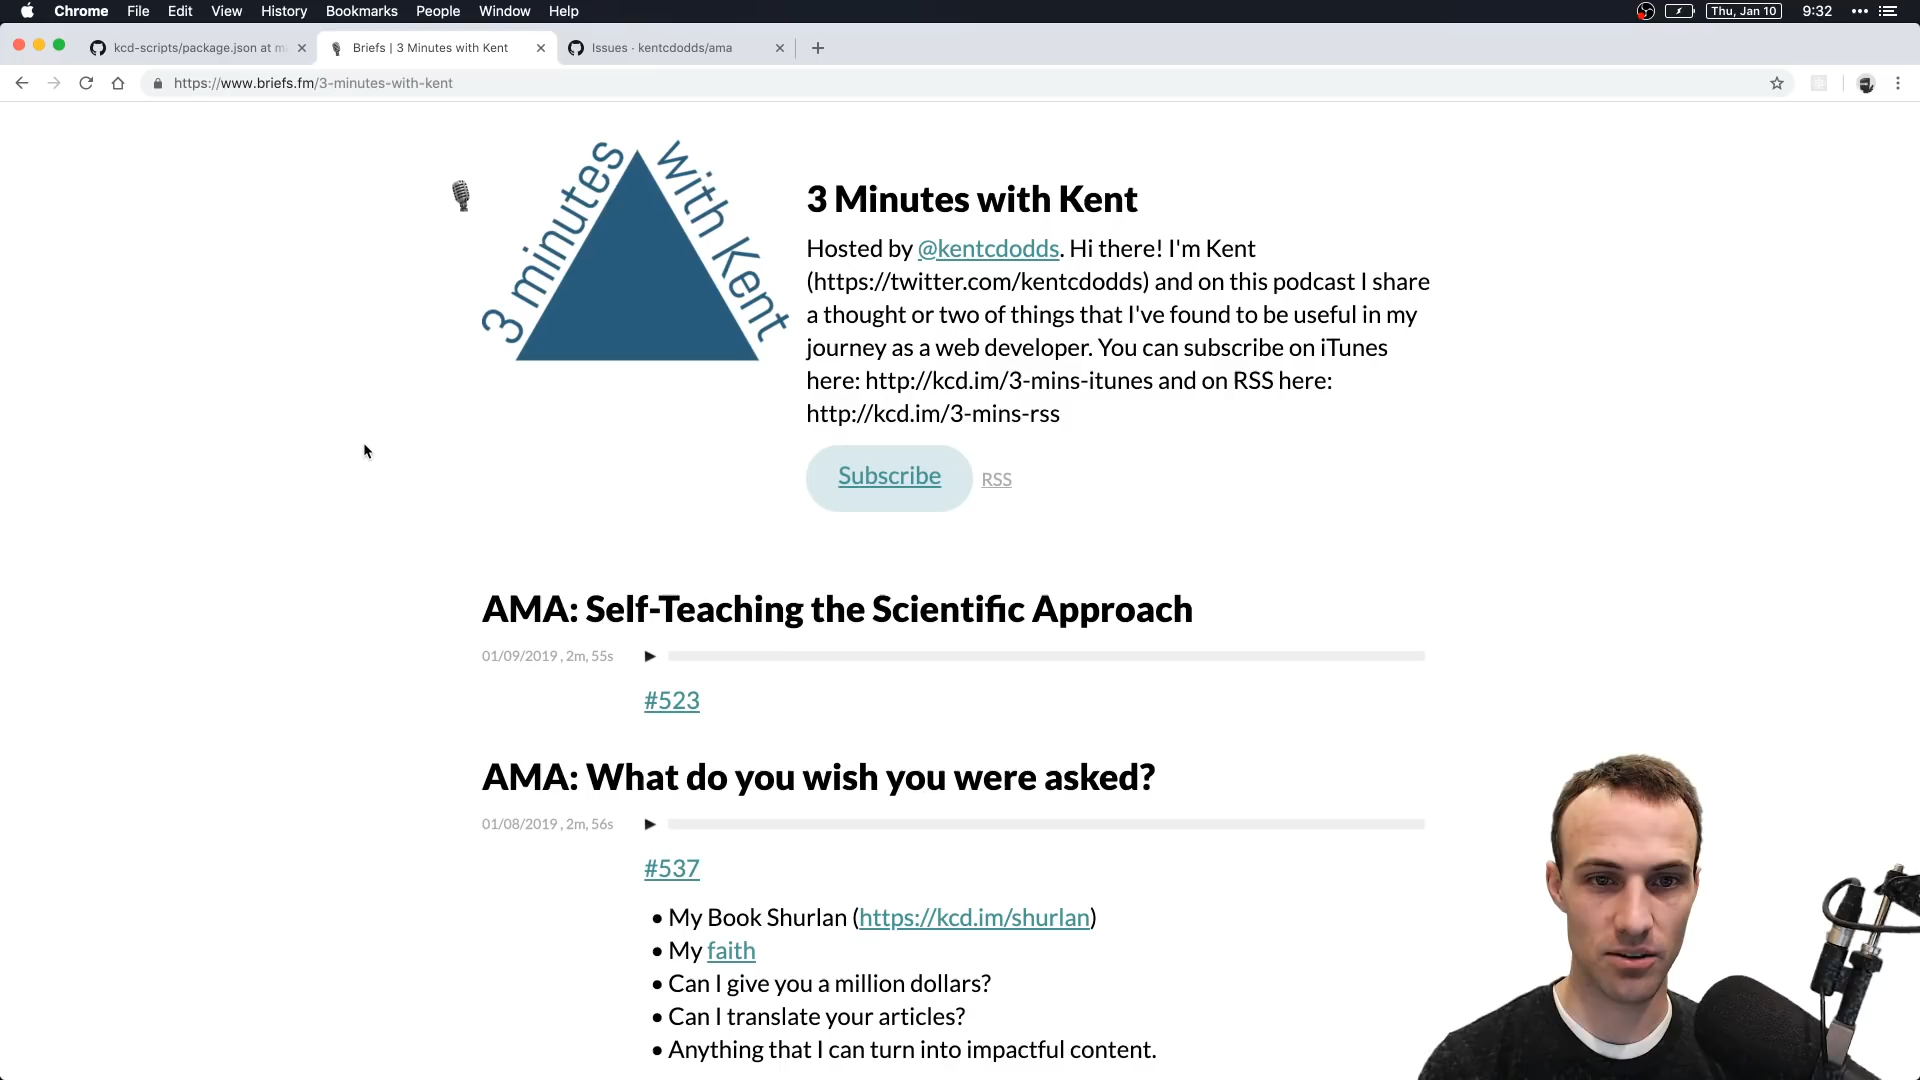 Chrome File Edit View History Bookmarks People Window Help Thu, Jan 10 9:32
kcd-scripts/package.json at m
Briefs | 3 Minutes with Kent
Issues · kentcdodds/ama
https://www.briefs.fm/3-minutes-with-kent
3 minutes with Kent
3 Minutes with Kent
Hosted by @kentcdodds. Hi there! I'm Kent
(https://twitter.com/kentcdodds) and on this podcast I share
a thought or two of things that I've found to be useful in my
journey as a web developer. You can subscribe on iTunes
here: http://kcd.im/3-mins-itunes and on RSS here:
http://kcd.im/3-mins-rss
Subscribe RSS
AMA: Self-Teaching the Scientific Approach
01/09/2019 , 2m, 55s
#523
AMA: What do you wish you were asked?
01/08/2019 , 2m, 56s
#537
• My Book Shurlan (https://kcd.im/shurlan)
• My faith
• Can I give you a million dollars?
• Can I translate your articles?
• Anything that I can turn into impactful content.